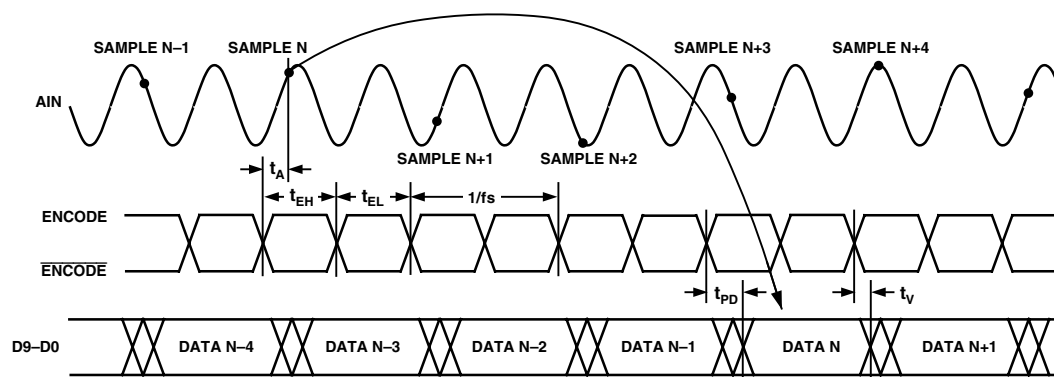 SAMPLE N–1
SAMPLE N
SAMPLE N+3
SAMPLE N+4
AIN
SAMPLE N+1
SAMPLE N+2
tA
tEH
tEL
1/fs
ENCODE
ENCODE
tPD
tV
D9–D0
DATA N–4
DATA N–3
DATA N–2
DATA N–1
DATA N
DATA N+1